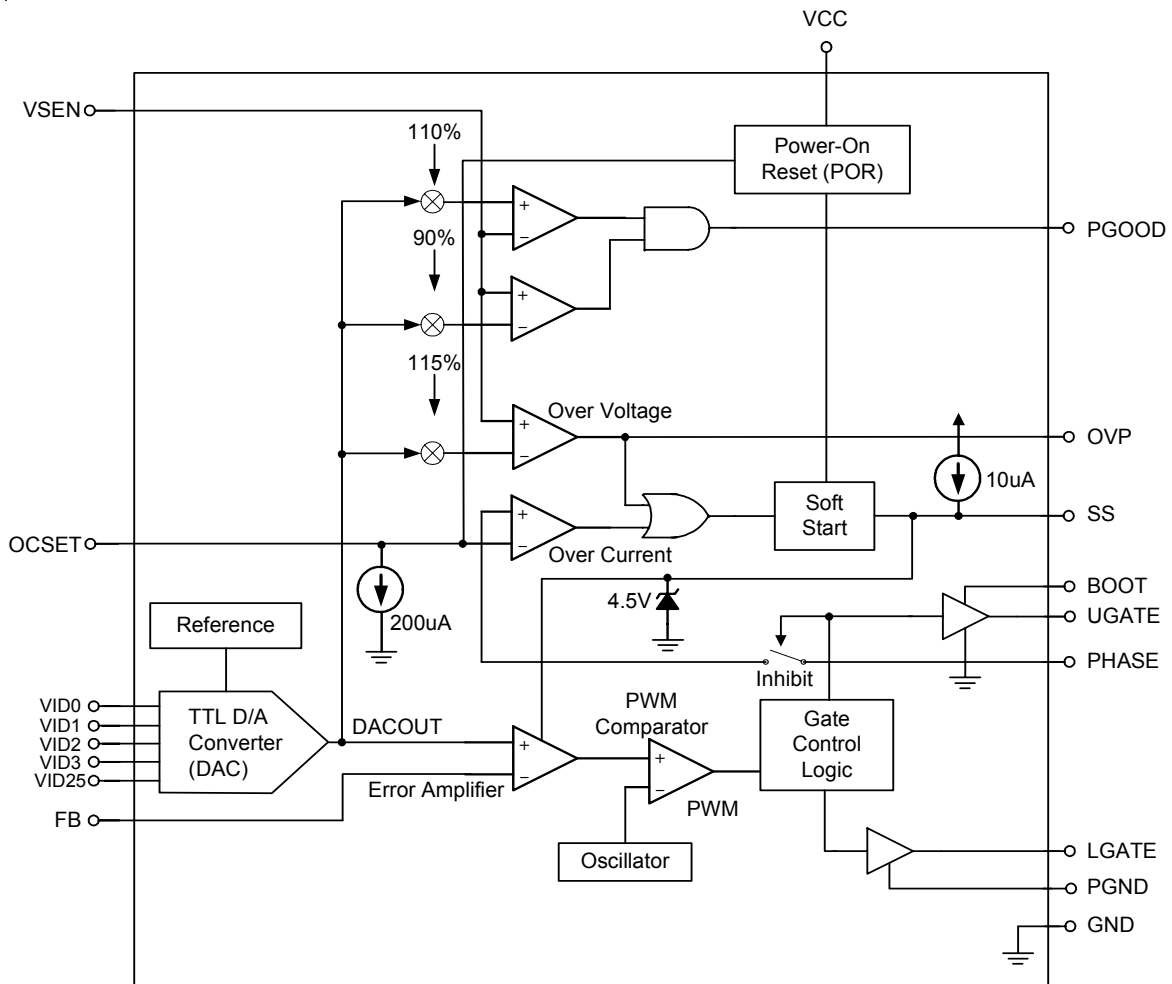 VCC
VSEN
110%
Power-On
Reset (POR)
+
−
PGOOD
90%
+
−
115%
Over Voltage
+
−
OVP
10uA
Soft
Start
SS
+
−
Over Current
OCSET
200uA
4.5V
BOOT
UGATE
PHASE
Inhibit
Reference
VID0
VID1
VID2
VID3
VID25
TTL D/A
Converter
(DAC)
DACOUT
+
−
Error Amplifier
PWM
Comparator
+
−
PWM
Gate
Control
Logic
FB
Oscillator
LGATE
PGND
GND